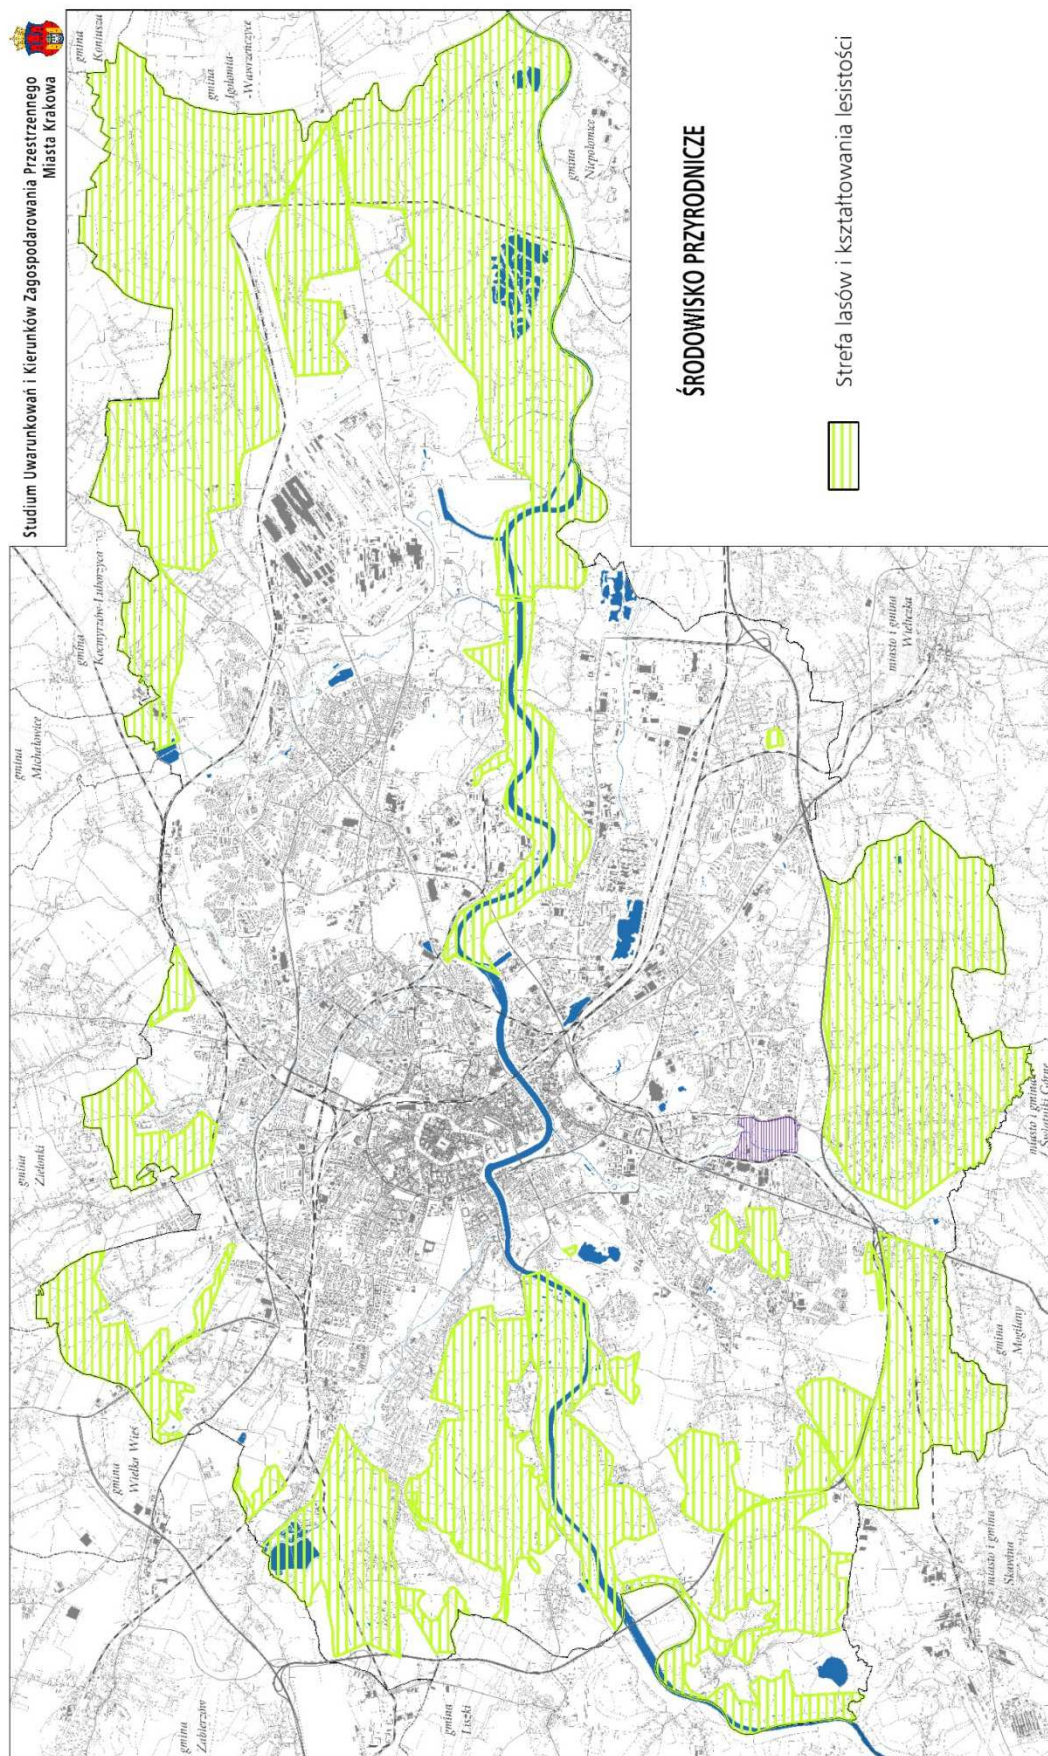 Studium Uwarunkowań i Kierunków Zagospodarowania Przestrzennego
Miasta Krakowa
gmina
Koniusza
gmina
Igołomia-
-Wawrzeńczyce
gmina
Niepołomice
gmina
Kocmyrzów-Luborzyca
gmina
Michałowice
gmina
Zielonki
gmina
Wielka Wieś
gmina
Zabierzów
gmina
Liszki
miasto i gmina
Skawina
gmina
Mogilany
miasto i gmina
Świątniki Górne
miasto i gmina
Wieliczka
ŚRODOWISKO PRZYRODNICZE
Strefa lasów i kształtowania lesistości